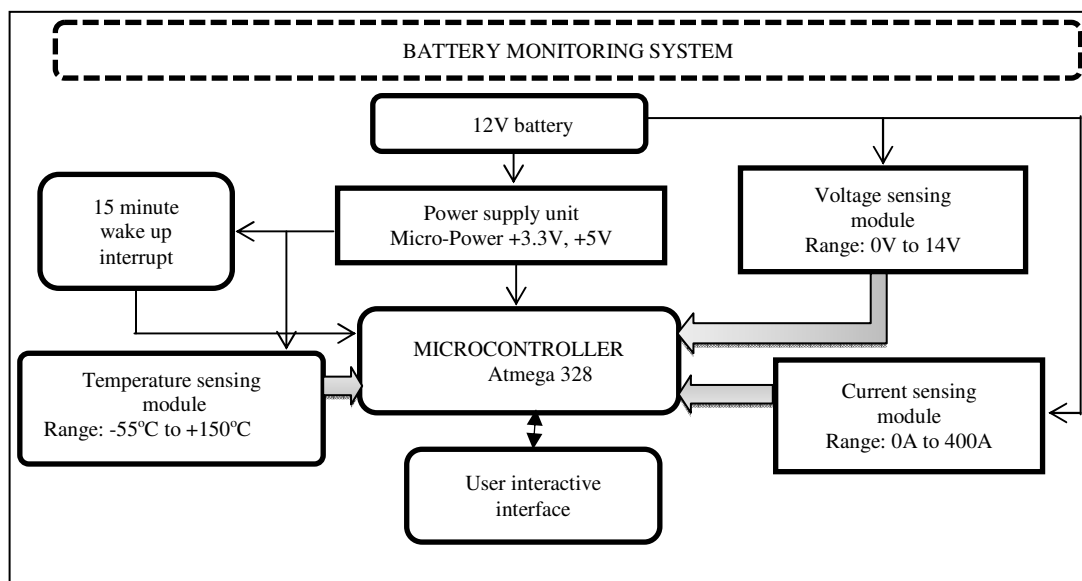 BATTERY MONITORING SYSTEM
12V battery
15 minute
wake up
interrupt
Power supply unit
Micro-Power +3.3V, +5V
Voltage sensing
module
Range: 0V to 14V
MICROCONTROLLER
Atmega 328
Temperature sensing
module
Range: -55°C to +150°C
Current sensing
module
Range: 0A to 400A
User interactive
interface